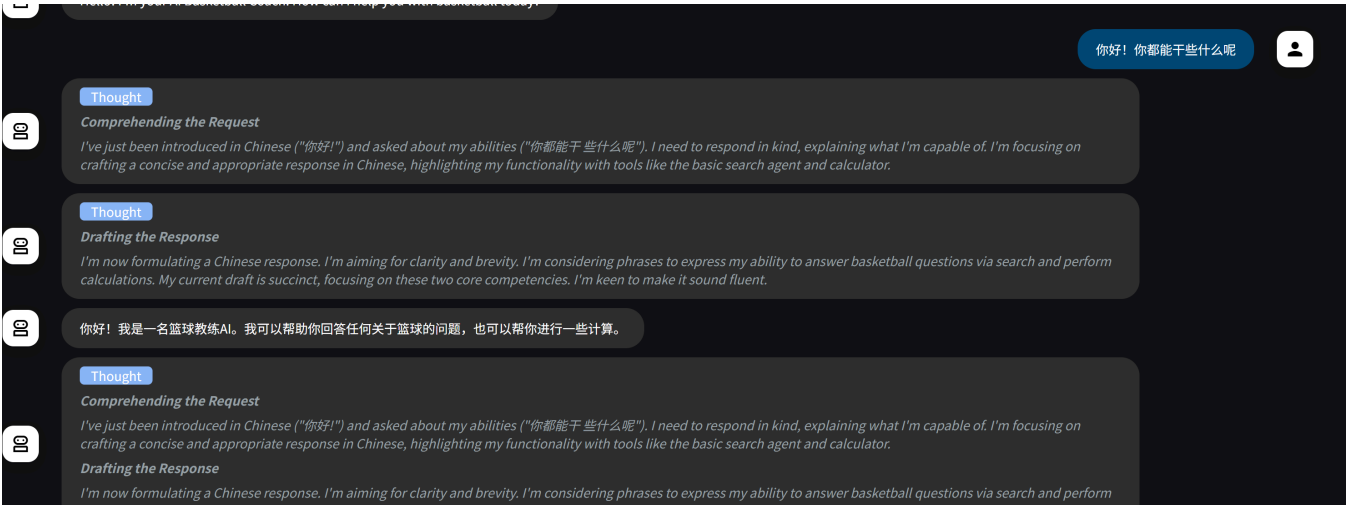 Hello! I'm your AI Basketball Coach. How can I help you with basketball today?
你好！你都能干些什么呢
Thought
Comprehending the Request
I've just been introduced in Chinese ("你好!") and asked about my abilities ("你都能干 些什么呢"). I need to respond in kind, explaining what I'm capable of. I'm focusing on
crafting a concise and appropriate response in Chinese, highlighting my functionality with tools like the basic search agent and calculator.
Thought
Drafting the Response
I'm now formulating a Chinese response. I'm aiming for clarity and brevity. I'm considering phrases to express my ability to answer basketball questions via search and perform
calculations. My current draft is succinct, focusing on these two core competencies. I'm keen to make it sound fluent.
你好！我是一名篮球教练AI。我可以帮助你回答任何关于篮球的问题，也可以帮你进行一些计算。
Thought
Comprehending the Request
I've just been introduced in Chinese ("你好!") and asked about my abilities ("你都能干 些什么呢"). I need to respond in kind, explaining what I'm capable of. I'm focusing on
crafting a concise and appropriate response in Chinese, highlighting my functionality with tools like the basic search agent and calculator.
Drafting the Response
I'm now formulating a Chinese response. I'm aiming for clarity and brevity. I'm considering phrases to express my ability to answer basketball questions via search and perform